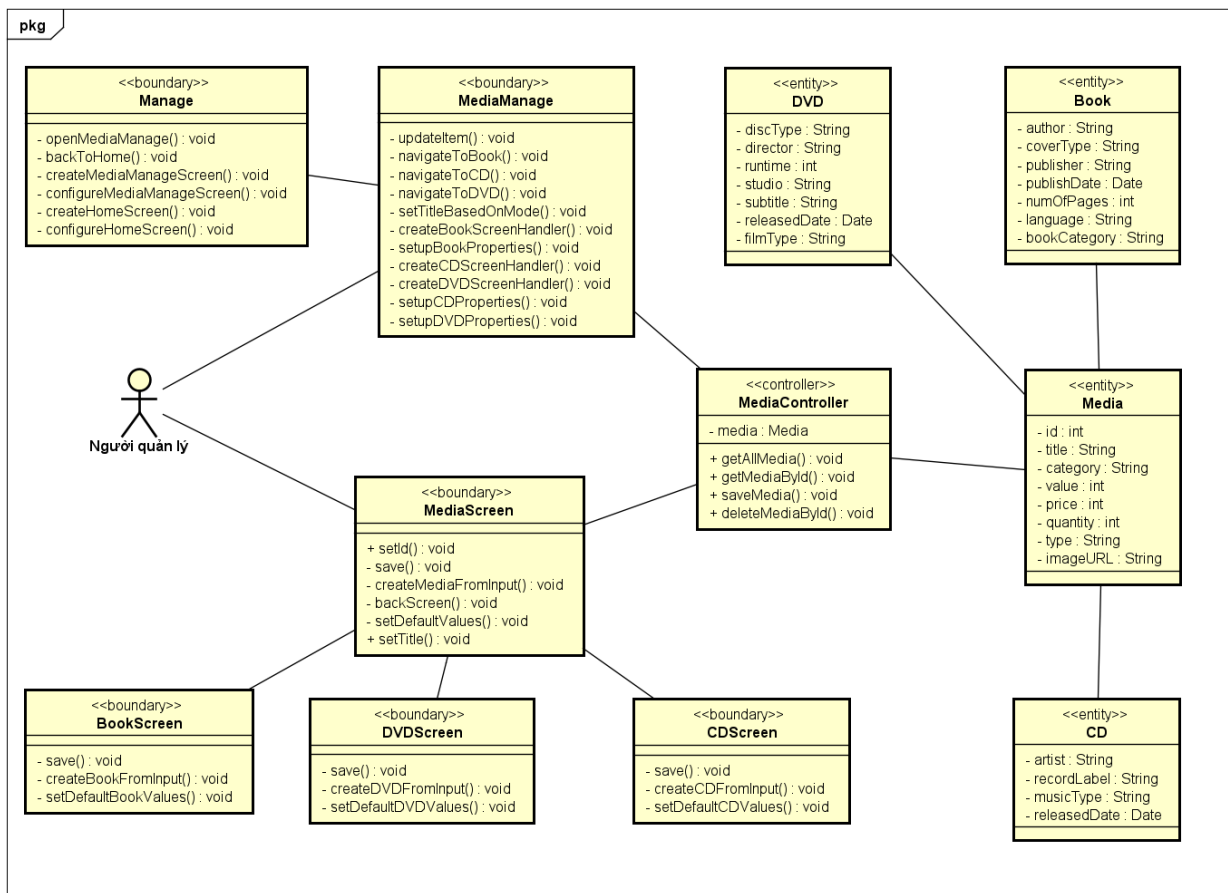 pkg
<<boundary>>
Manage
- openMediaManage() : void
- backToHome() : void
- createMediaManageScreen() : void
- configureMediaManageScreen() : void
- createHomeScreen() : void
- configureHomeScreen() : void
<<boundary>>
MediaManage
- updateItem() : void
- navigateToBook() : void
- navigateToCD() : void
- navigateToDVD() : void
- setTitleBasedOnMode() : void
- createBookScreenHandler() : void
- setupBookProperties() : void
- createCDScreenHandler() : void
- createDVDScreenHandler() : void
- setupCDProperties() : void
- setupDVDProperties() : void
<<entity>>
DVD
- discType : String
- director : String
- runtime : int
- studio : String
- subtitle : String
- releasedDate : Date
- filmType : String
<<entity>>
Book
- author : String
- coverType : String
- publisher : String
- publishDate : Date
- numOfPages : int
- language : String
- bookCategory : String
Người quản lý
<<controller>>
MediaController
- media : Media
+ getAllMedia() : void
+ getMediaById() : void
+ saveMedia() : void
+ deleteMediaById() : void
<<entity>>
Media
- id : int
- title : String
- category : String
- value : int
- price : int
- quantity : int
- type : String
- imageURL : String
<<boundary>>
MediaScreen
+ setId() : void
- save() : void
- createMediaFromInput() : void
- backScreen() : void
- setDefaultValues() : void
+ setTitle() : void
<<boundary>>
BookScreen
- save() : void
- createBookFromInput() : void
- setDefaultBookValues() : void
<<boundary>>
DVDScreen
- save() : void
- createDVDFromInput() : void
- setDefaultDVDValues() : void
<<boundary>>
CDScreen
- save() : void
- createCDFromInput() : void
- setDefaultCDValues() : void
<<entity>>
CD
- artist : String
- recordLabel : String
- musicType : String
- releasedDate : Date